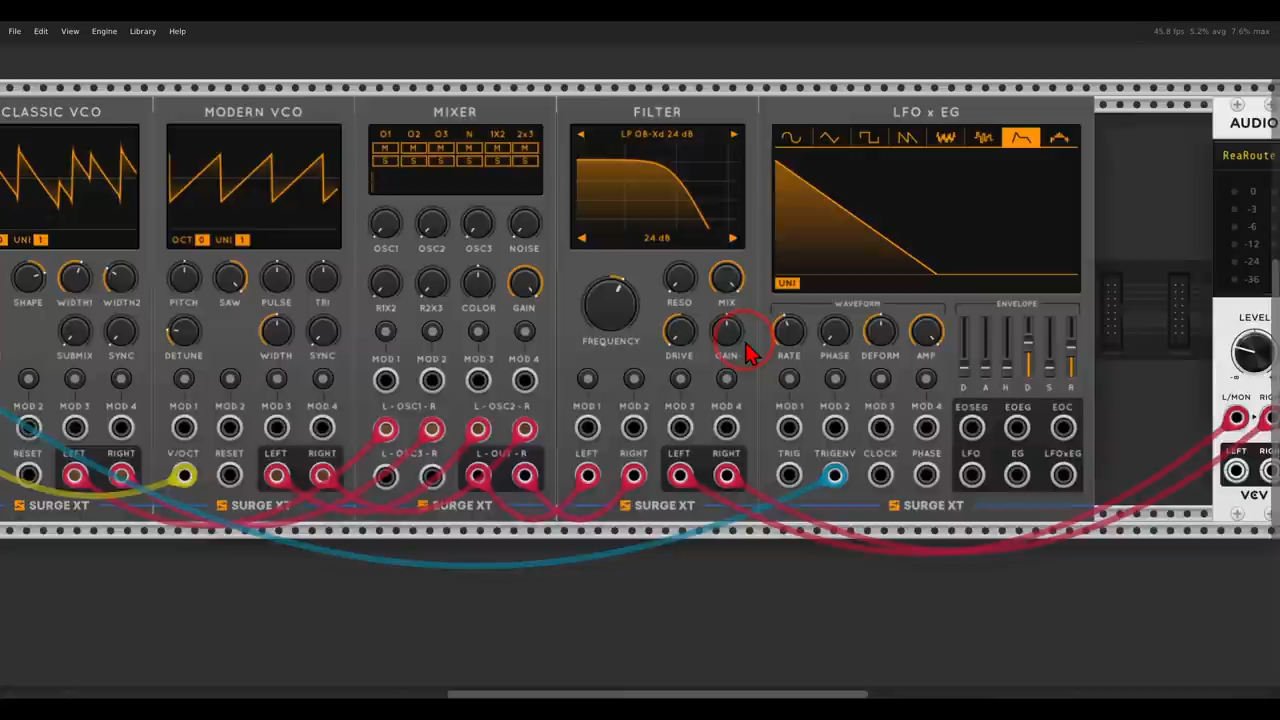 File Edit View Engine Library Help
45.8 fps 5.2% avg 7.6% max
CLASSIC VCO
UNI 1
SHAPE WIDTH1 WIDTH2
SUBMIX SYNC
MOD 2 MOD 3 MOD 4
RESET LEFT RIGHT
SURGE XT
MODERN VCO
OCT 0 UNI 1
PITCH SAW PULSE TRI
DETUNE WIDTH SYNC
MOD 1 MOD 2 MOD 3 MOD 4
V/OCT RESET LEFT RIGHT
SURGE XT
MIXER
O1 O2 O3 N 1X2 2x3
M M M M M M
S S S S S S
OSC1 OSC2 OSC3 NOISE
R1X2 R2X3 COLOR GAIN
MOD 1 MOD 2 MOD 3 MOD 4
L - OSC1 - R L - OSC2 - R
L - OSC3 - R L - OUT - R
SURGE XT
FILTER
LP OB-Xd 24 dB
24 dB
RESO MIX
FREQUENCY DRIVE GAIN
MOD 1 MOD 2 MOD 3 MOD 4
LEFT RIGHT LEFT RIGHT
SURGE XT
LFO x EG
UNI
WAVEFORM ENVELOPE
RATE PHASE DEFORM AMP
D A H D S R
MOD 1 MOD 2 MOD 3 MOD 4
EOSEG EOEG EOC
TRIG TRIGENV CLOCK PHASE
LFO EG LFOxEG
SURGE XT
AUDIO
ReaRoute
0
-3
-6
-12
-24
-36
LEVEL
-∞
L/MON
LEFT
VCV